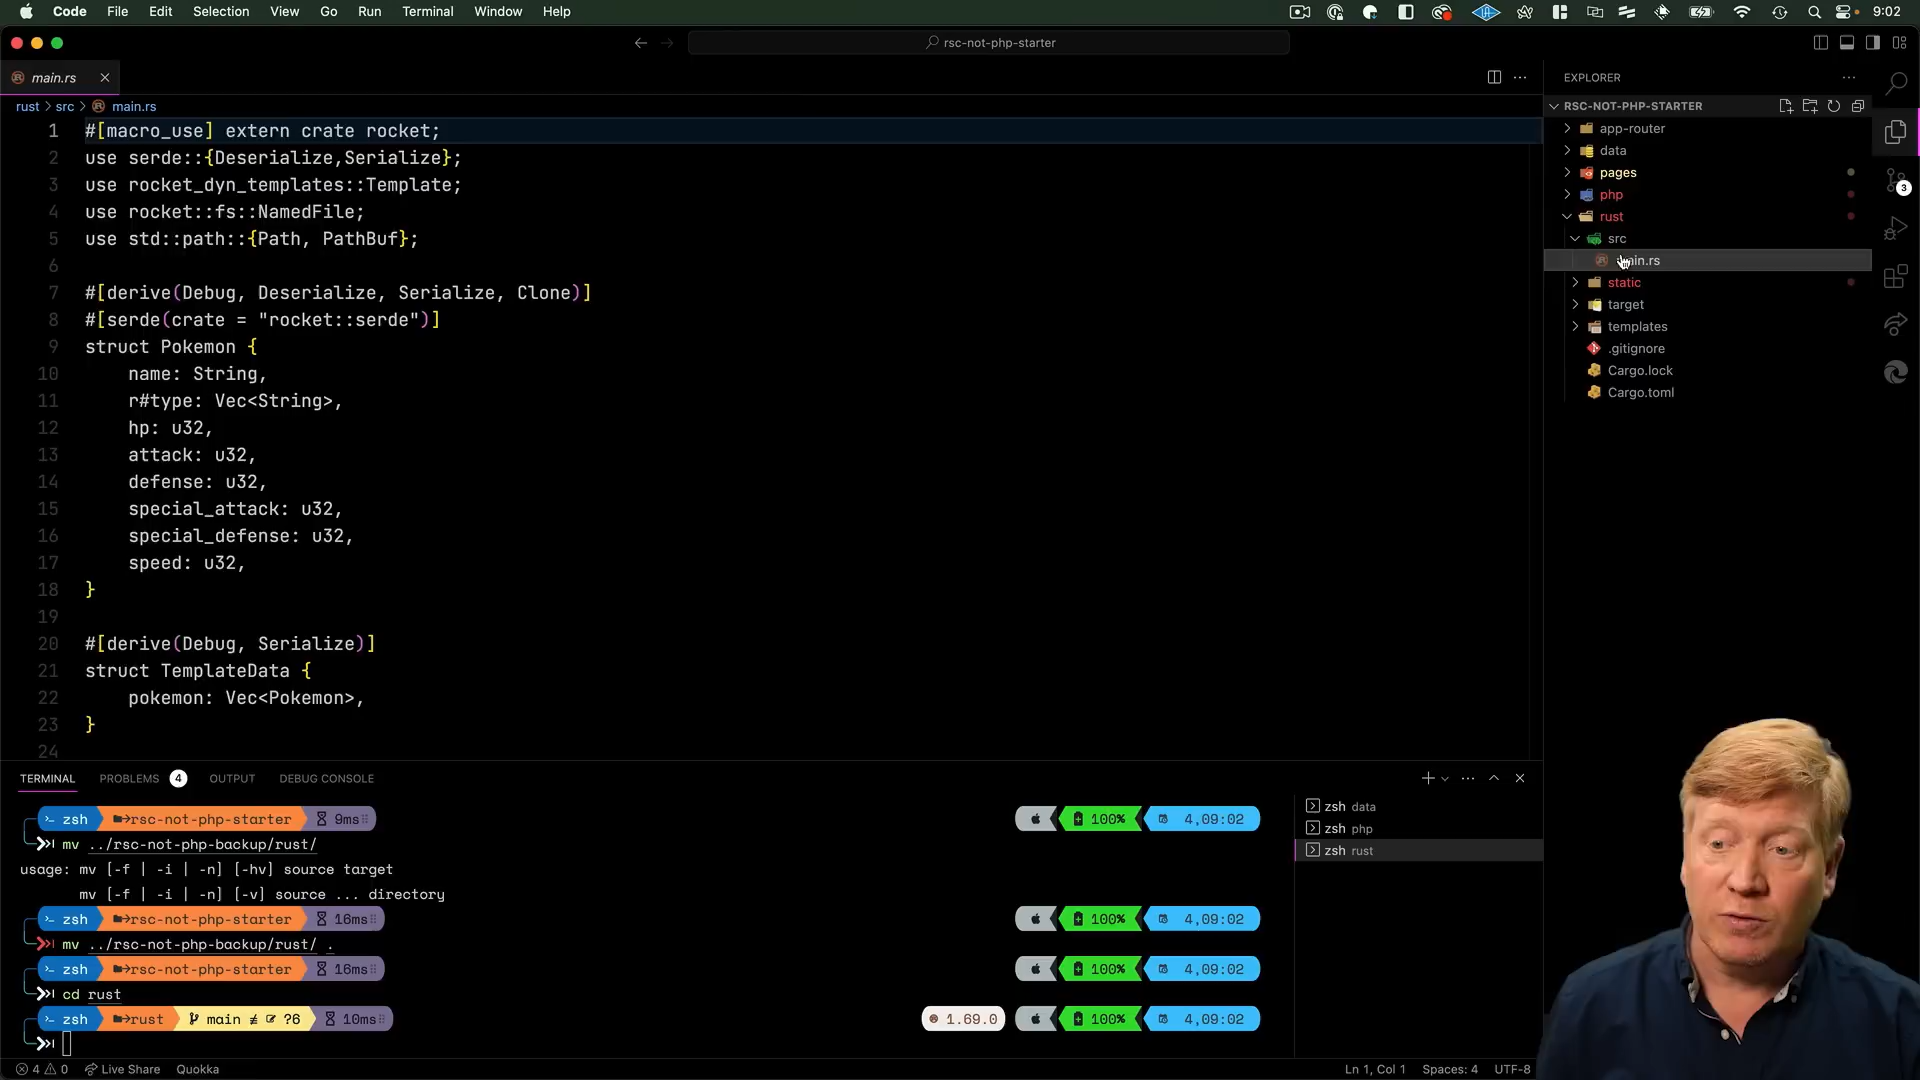 Code File Edit Selection View Go Run Terminal Window Help 9:02
rsc-not-php-starter
main.rs
rust > src > main.rs
1 #[macro_use] extern crate rocket;
2 use serde::{Deserialize,Serialize};
3 use rocket_dyn_templates::Template;
4 use rocket::fs::NamedFile;
5 use std::path::{Path, PathBuf};
6
7 #[derive(Debug, Deserialize, Serialize, Clone)]
8 #[serde(crate = "rocket::serde")]
9 struct Pokemon {
10 name: String,
11 r#type: Vec<String>,
12 hp: u32,
13 attack: u32,
14 defense: u32,
15 special_attack: u32,
16 special_defense: u32,
17 speed: u32,
18 }
19
20 #[derive(Debug, Serialize)]
21 struct TemplateData {
22 pokemon: Vec<Pokemon>,
23 }
24
EXPLORER
RSC-NOT-PHP-STARTER
app-router
data
pages
php
rust
src
main.rs
static
target
templates
.gitignore
Cargo.lock
Cargo.toml
3
TERMINAL PROBLEMS 4 OUTPUT DEBUG CONSOLE
zsh rsc-not-php-starter 9ms 100% 4,09:02
mv ../rsc-not-php-backup/rust/
usage: mv [-f | -i | -n] [-hv] source target
mv [-f | -i | -n] [-v] source ... directory
zsh rsc-not-php-starter 16ms 100% 4,09:02
mv ../rsc-not-php-backup/rust/ .
zsh rsc-not-php-starter 16ms 100% 4,09:02
cd rust
zsh rust main ≢ ?6 10ms 1.69.0 100% 4,09:02
zsh data
zsh php
zsh rust
4 0 Live Share Quokka Ln 1, Col 1 Spaces: 4 UTF-8